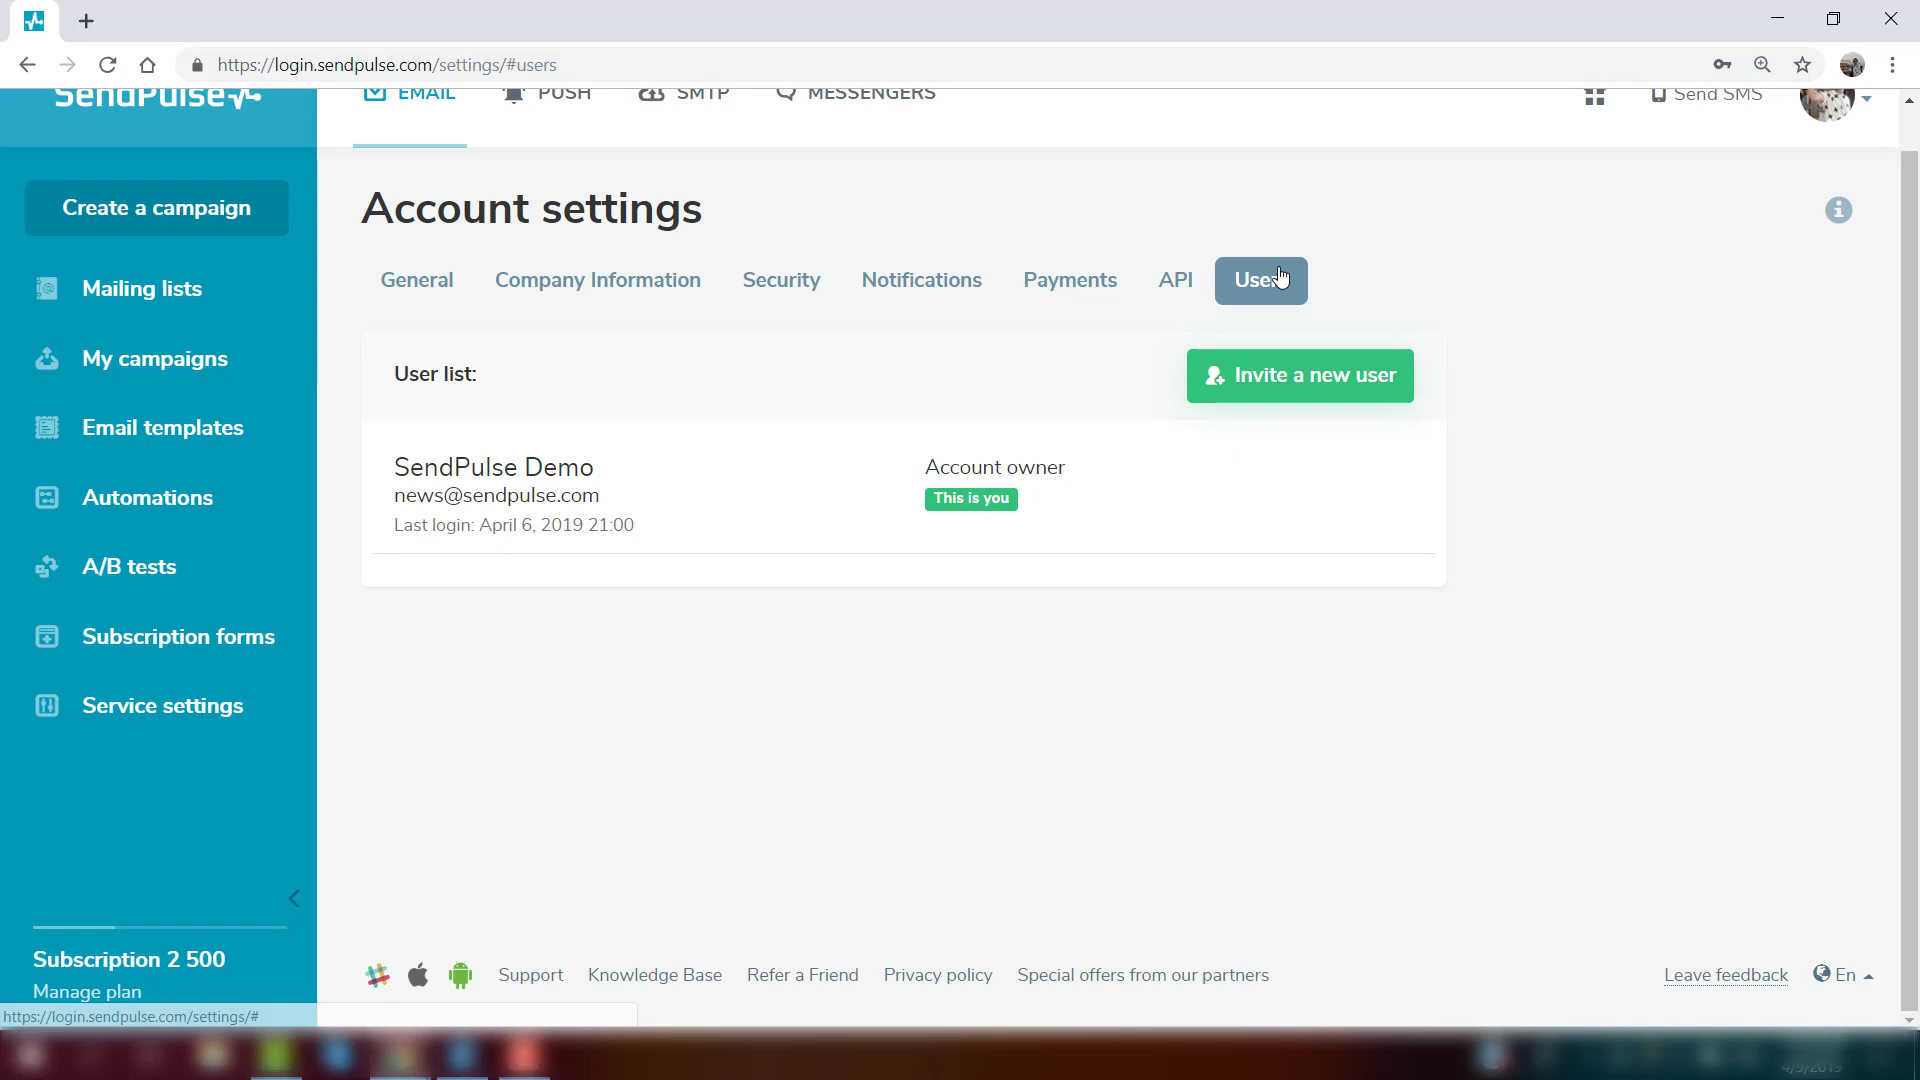 https://login.sendpulse.com/settings/#users
SendPulse
EMAIL
PUSH
SMTP
MESSENGERS
Send SMS
Create a campaign
Mailing lists
My campaigns
Email templates
Automations
A/B tests
Subscription forms
Service settings
Subscription 2 500
Manage plan
Account settings
General
Company Information
Security
Notifications
Payments
API
User list:
Invite a new user
SendPulse Demo
news@sendpulse.com
Last login: April 6, 2019 21:00
Account owner
This is you
Support
Knowledge Base
Refer a Friend
Privacy policy
Special offers from our partners
Leave feedback
En
https://login.sendpulse.com/settings/#
4/9/2019